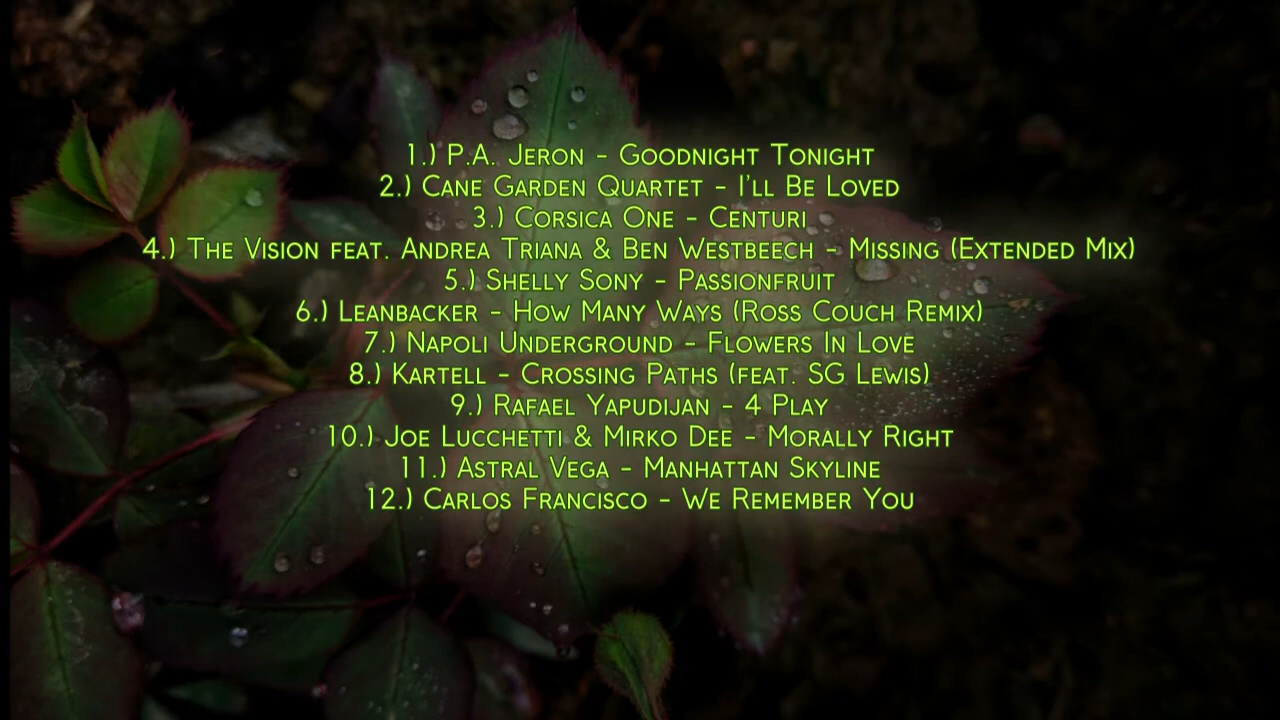 1.) P.A. Jeron - Goodnight Tonight
2.) Cane Garden Quartet - I'll Be Loved
3.) Corsica One - Centuri
4.) The Vision feat. Andrea Triana & Ben Westbeech - Missing (Extended Mix)
5.) Shelly Sony - Passionfruit
6.) Leanbacker - How Many Ways (Ross Couch Remix)
7.) Napoli Underground - Flowers In Love
8.) Kartell - Crossing Paths (feat. SG Lewis)
9.) Rafael Yapudijan - 4 Play
10.) Joe Lucchetti & Mirko Dee - Morally Right
11.) Astral Vega - Manhattan Skyline
12.) Carlos Francisco - We Remember You